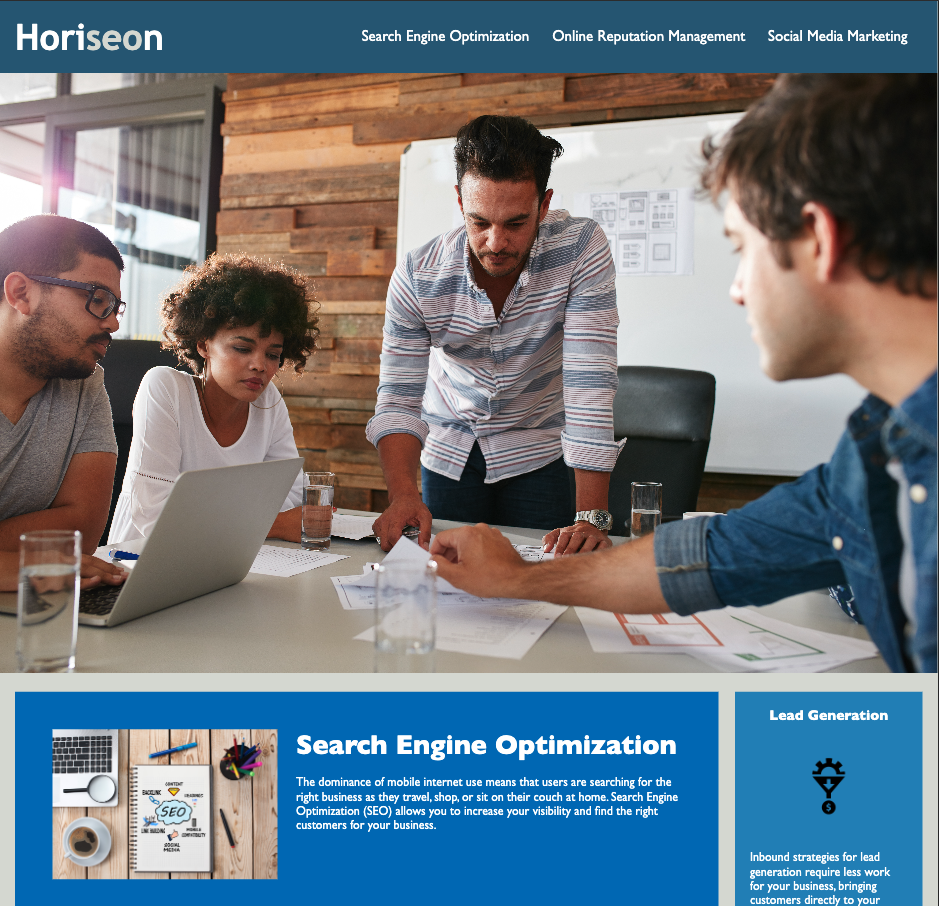 Horiseon
Search Engine Optimization
Online Reputation Management
Social Media Marketing
Search Engine Optimization
The dominance of mobile internet use means that users are searching for the
right business as they travel, shop, or sit on their couch at home. Search Engine
Optimization (SEO) allows you to increase your visibility and find the right
customers for your business.
CONTENT
BACKLINK
SEO
LINK BUILDING
MOBILE
COMPATIBILITY
SOCIAL
MEDIA
Lead Generation
$
Inbound strategies for lead
generation require less work
for your business, bringing
customers directly to your